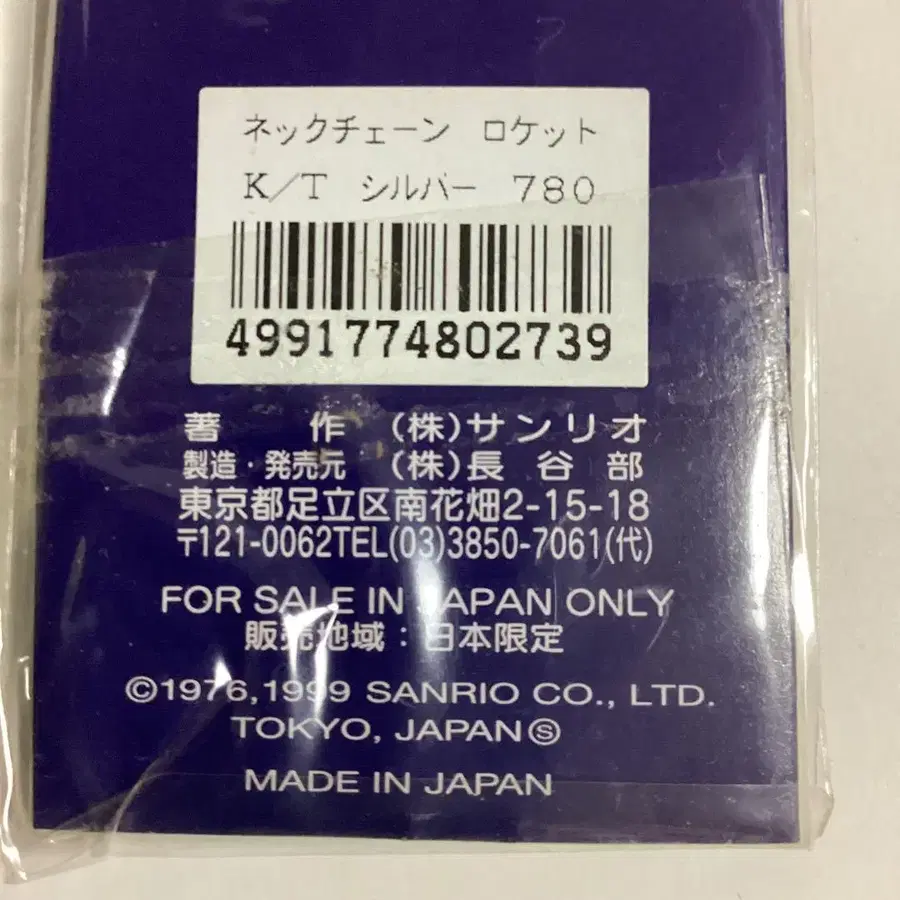 ネックチェーン ロケット
K/T シルバー 780
4991774802739
著 作 (株)サンリオ
製造・発売元 (株)長谷部
東京都足立区南花畑2-15-18
〒121-0062TEL(03)3850-7061(代)
FOR SALE IN JAPAN ONLY
販売地域：日本限定
©1976,1999 SANRIO CO., LTD.
TOKYO, JAPANⓈ
MADE IN JAPAN